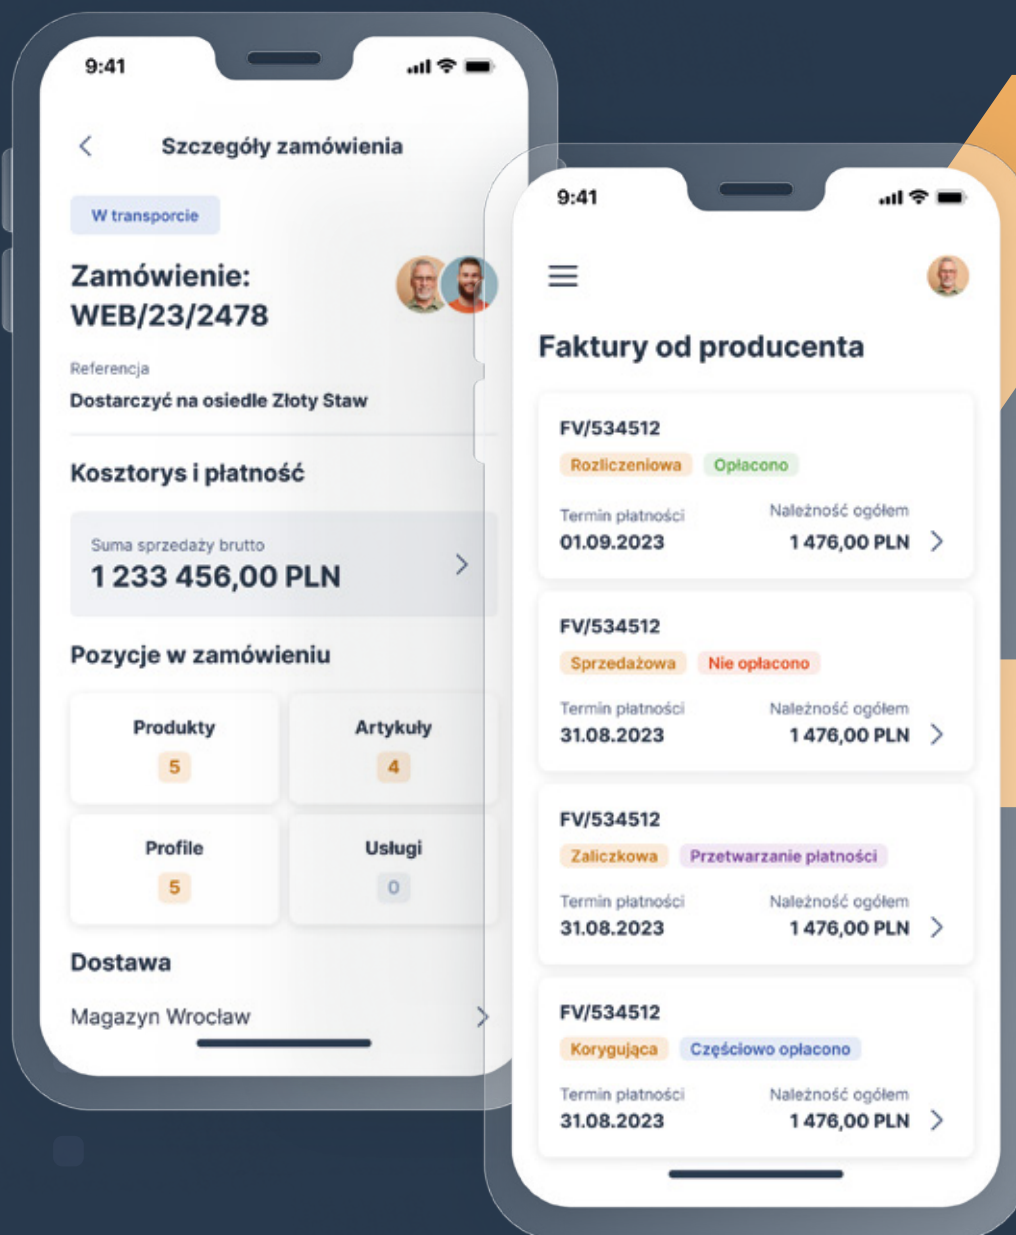 9:41
Szczegóły zamówienia
W transporcie
Zamówienie:
WEB/23/2478
Referencja
Dostarczyć na osiedle Złoty Staw
Kosztorys i płatność
Suma sprzedaży brutto
1 233 456,00 PLN
Pozycje w zamówieniu
Produkty
5
Artykuły
4
Profile
5
Usługi
0
Dostawa
Magazyn Wrocław
9:41
Faktury od producenta
FV/534512
Rozliczeniowa Opłacono
Termin płatności Należność ogółem
01.09.2023 1 476,00 PLN
FV/534512
Sprzedażowa Nie opłacono
Termin płatności Należność ogółem
31.08.2023 1 476,00 PLN
FV/534512
Zaliczkowa Przetwarzanie płatności
Termin płatności Należność ogółem
31.08.2023 1 476,00 PLN
FV/534512
Korygująca Częściowo opłacono
Termin płatności Należność ogółem
31.08.2023 1 476,00 PLN